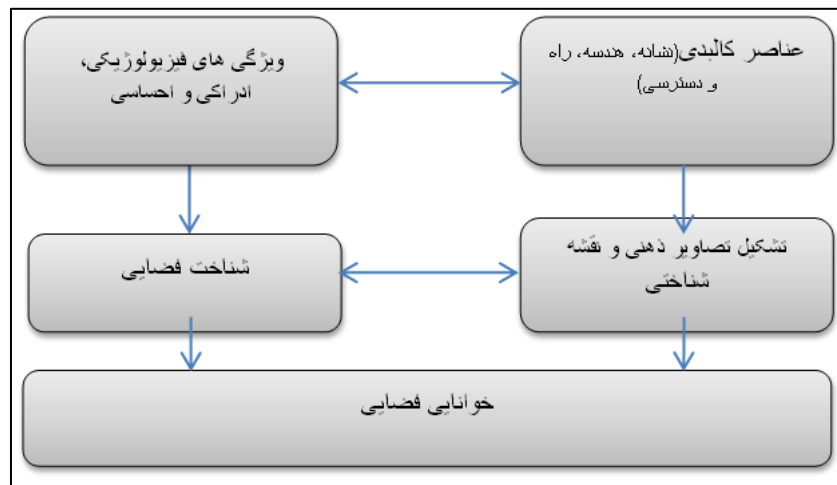 عناصر کالبدی(نشانه، هندسه، راه
و دسترسی)
ویژگی های فیزیولوژیکی،
ادراکی و احساسی
تشکیل تصاویر ذهنی و نقشه
شناختی
شناخت فضایی
خوانایی فضایی